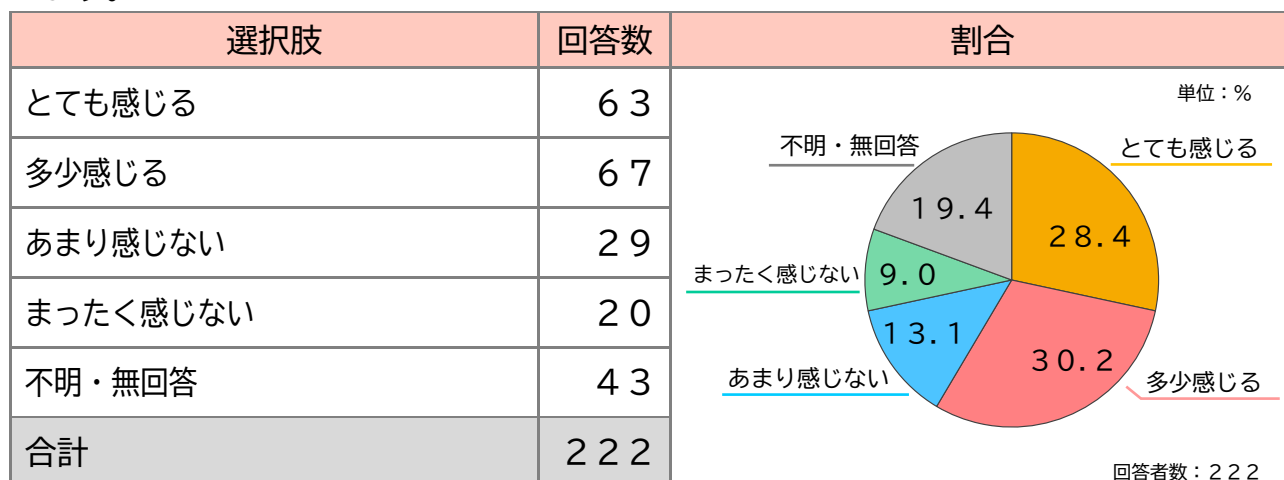 選択肢 回答数 割合
とても感じる 63
多少感じる 67
あまり感じない 29
まったく感じない 20
不明・無回答 43
合計 222
単位：%
不明・無回答 とても感じる
19.4 28.4
まったく感じない 9.0
13.1 30.2
あまり感じない 多少感じる
回答者数：222